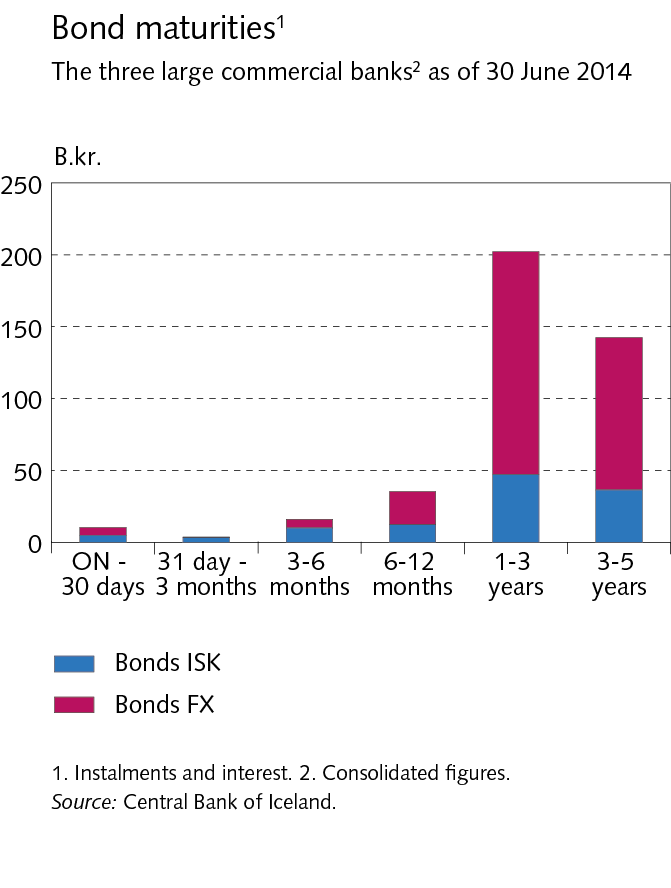 Bond maturities¹
The three large commercial banks² as of 30 June 2014
B.kr.
250
200
150
100
50
0
ON -
30 days
31 day -
3 months
3-6
months
6-12
months
1-3
years
3-5
years
Bonds ISK
Bonds FX
1. Instalments and interest. 2. Consolidated figures.
Source: Central Bank of Iceland.